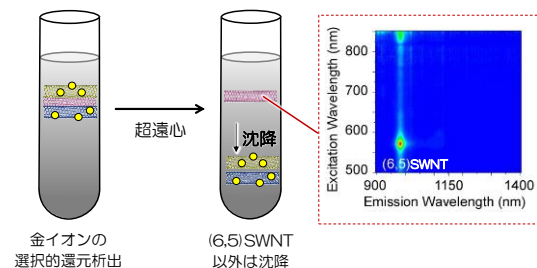 超遠心
沈降
金イオンの
選択的還元析出
(6,5)SWNT
以外は沈降
Excitation Wavelength (nm)
800
700
600
500
(6,5)SWNT
900
1150
1400
Emission Wavelength (nm)